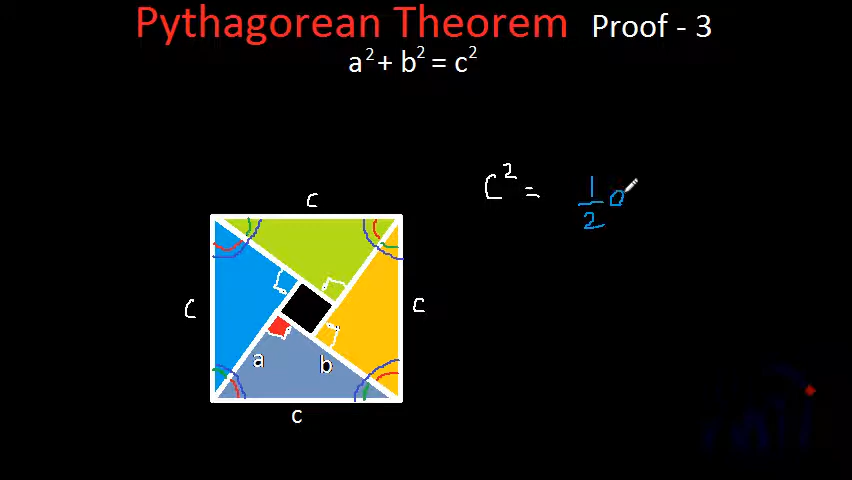 Pythagorean Theorem Proof - 3
a² + b² = c²
c
c² = 1/2 a
c
c
a b
c